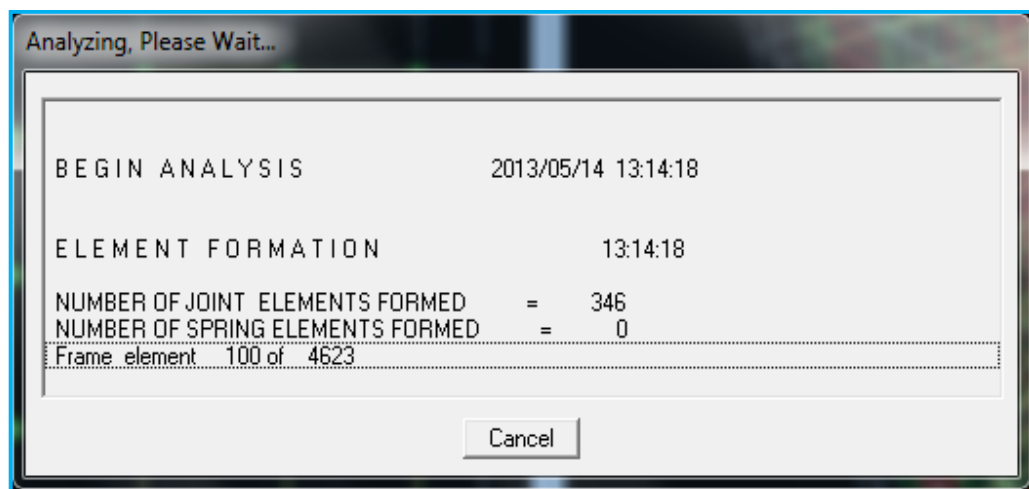 Analyzing, Please Wait...
BEGIN ANALYSIS 2013/05/14 13:14:18
ELEMENT FORMATION 13:14:18
NUMBER OF JOINT ELEMENTS FORMED = 346
NUMBER OF SPRING ELEMENTS FORMED = 0
Frame element 100 of 4623
Cancel